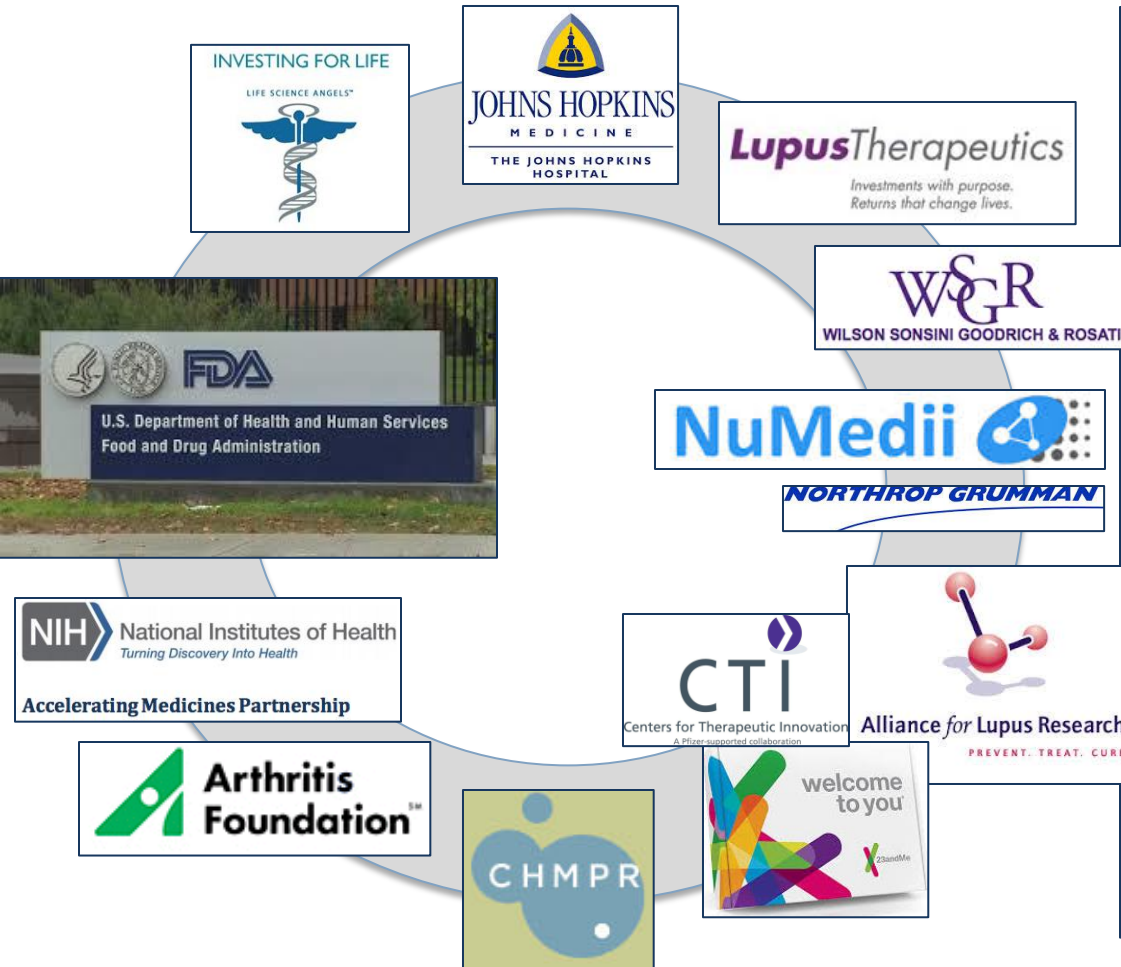 INVESTING FOR LIFE
LIFE SCIENCE ANGELS™
JOHNS HOPKINS
MEDICINE
THE JOHNS HOPKINS
HOSPITAL
LupusTherapeutics
Investments with purpose.
Returns that change lives.
WSGR
WILSON SONSINI GOODRICH & ROSATI
FDA
U.S. Department of Health and Human Services
Food and Drug Administration
NuMedii
NORTHROP GRUMMAN
NIH
National Institutes of Health
Turning Discovery Into Health
Accelerating Medicines Partnership
CTI
Centers for Therapeutic Innovation
A Pfizer-supported collaboration
Alliance for Lupus Research
PREVENT. TREAT. CUR
Arthritis
Foundation℠
welcome
to you
23andMe
CHMPR